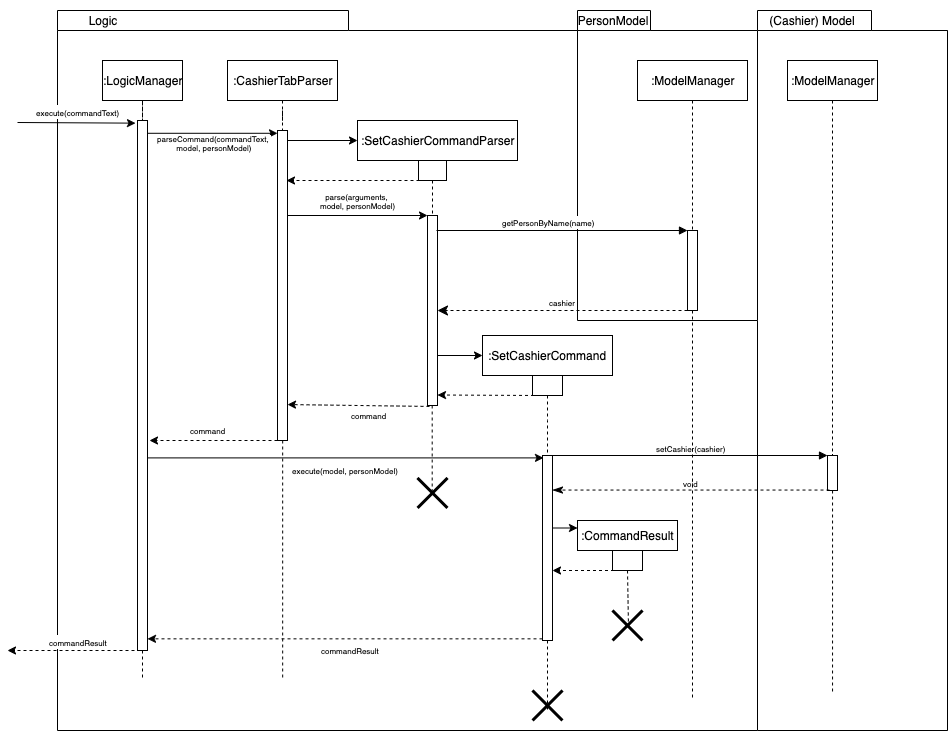 Logic
PersonModel
(Cashier) Model
:LogicManager
:CashierTabParser
:ModelManager
:ModelManager
execute(commandText)
parseCommand(commandText,
model, personModel)
:SetCashierCommandParser
parse(arguments,
model, personModel)
getPersonByName(name)
cashier
:SetCashierCommand
command
command
execute(model, personModel)
setCashier(cashier)
void
:CommandResult
commandResult
commandResult